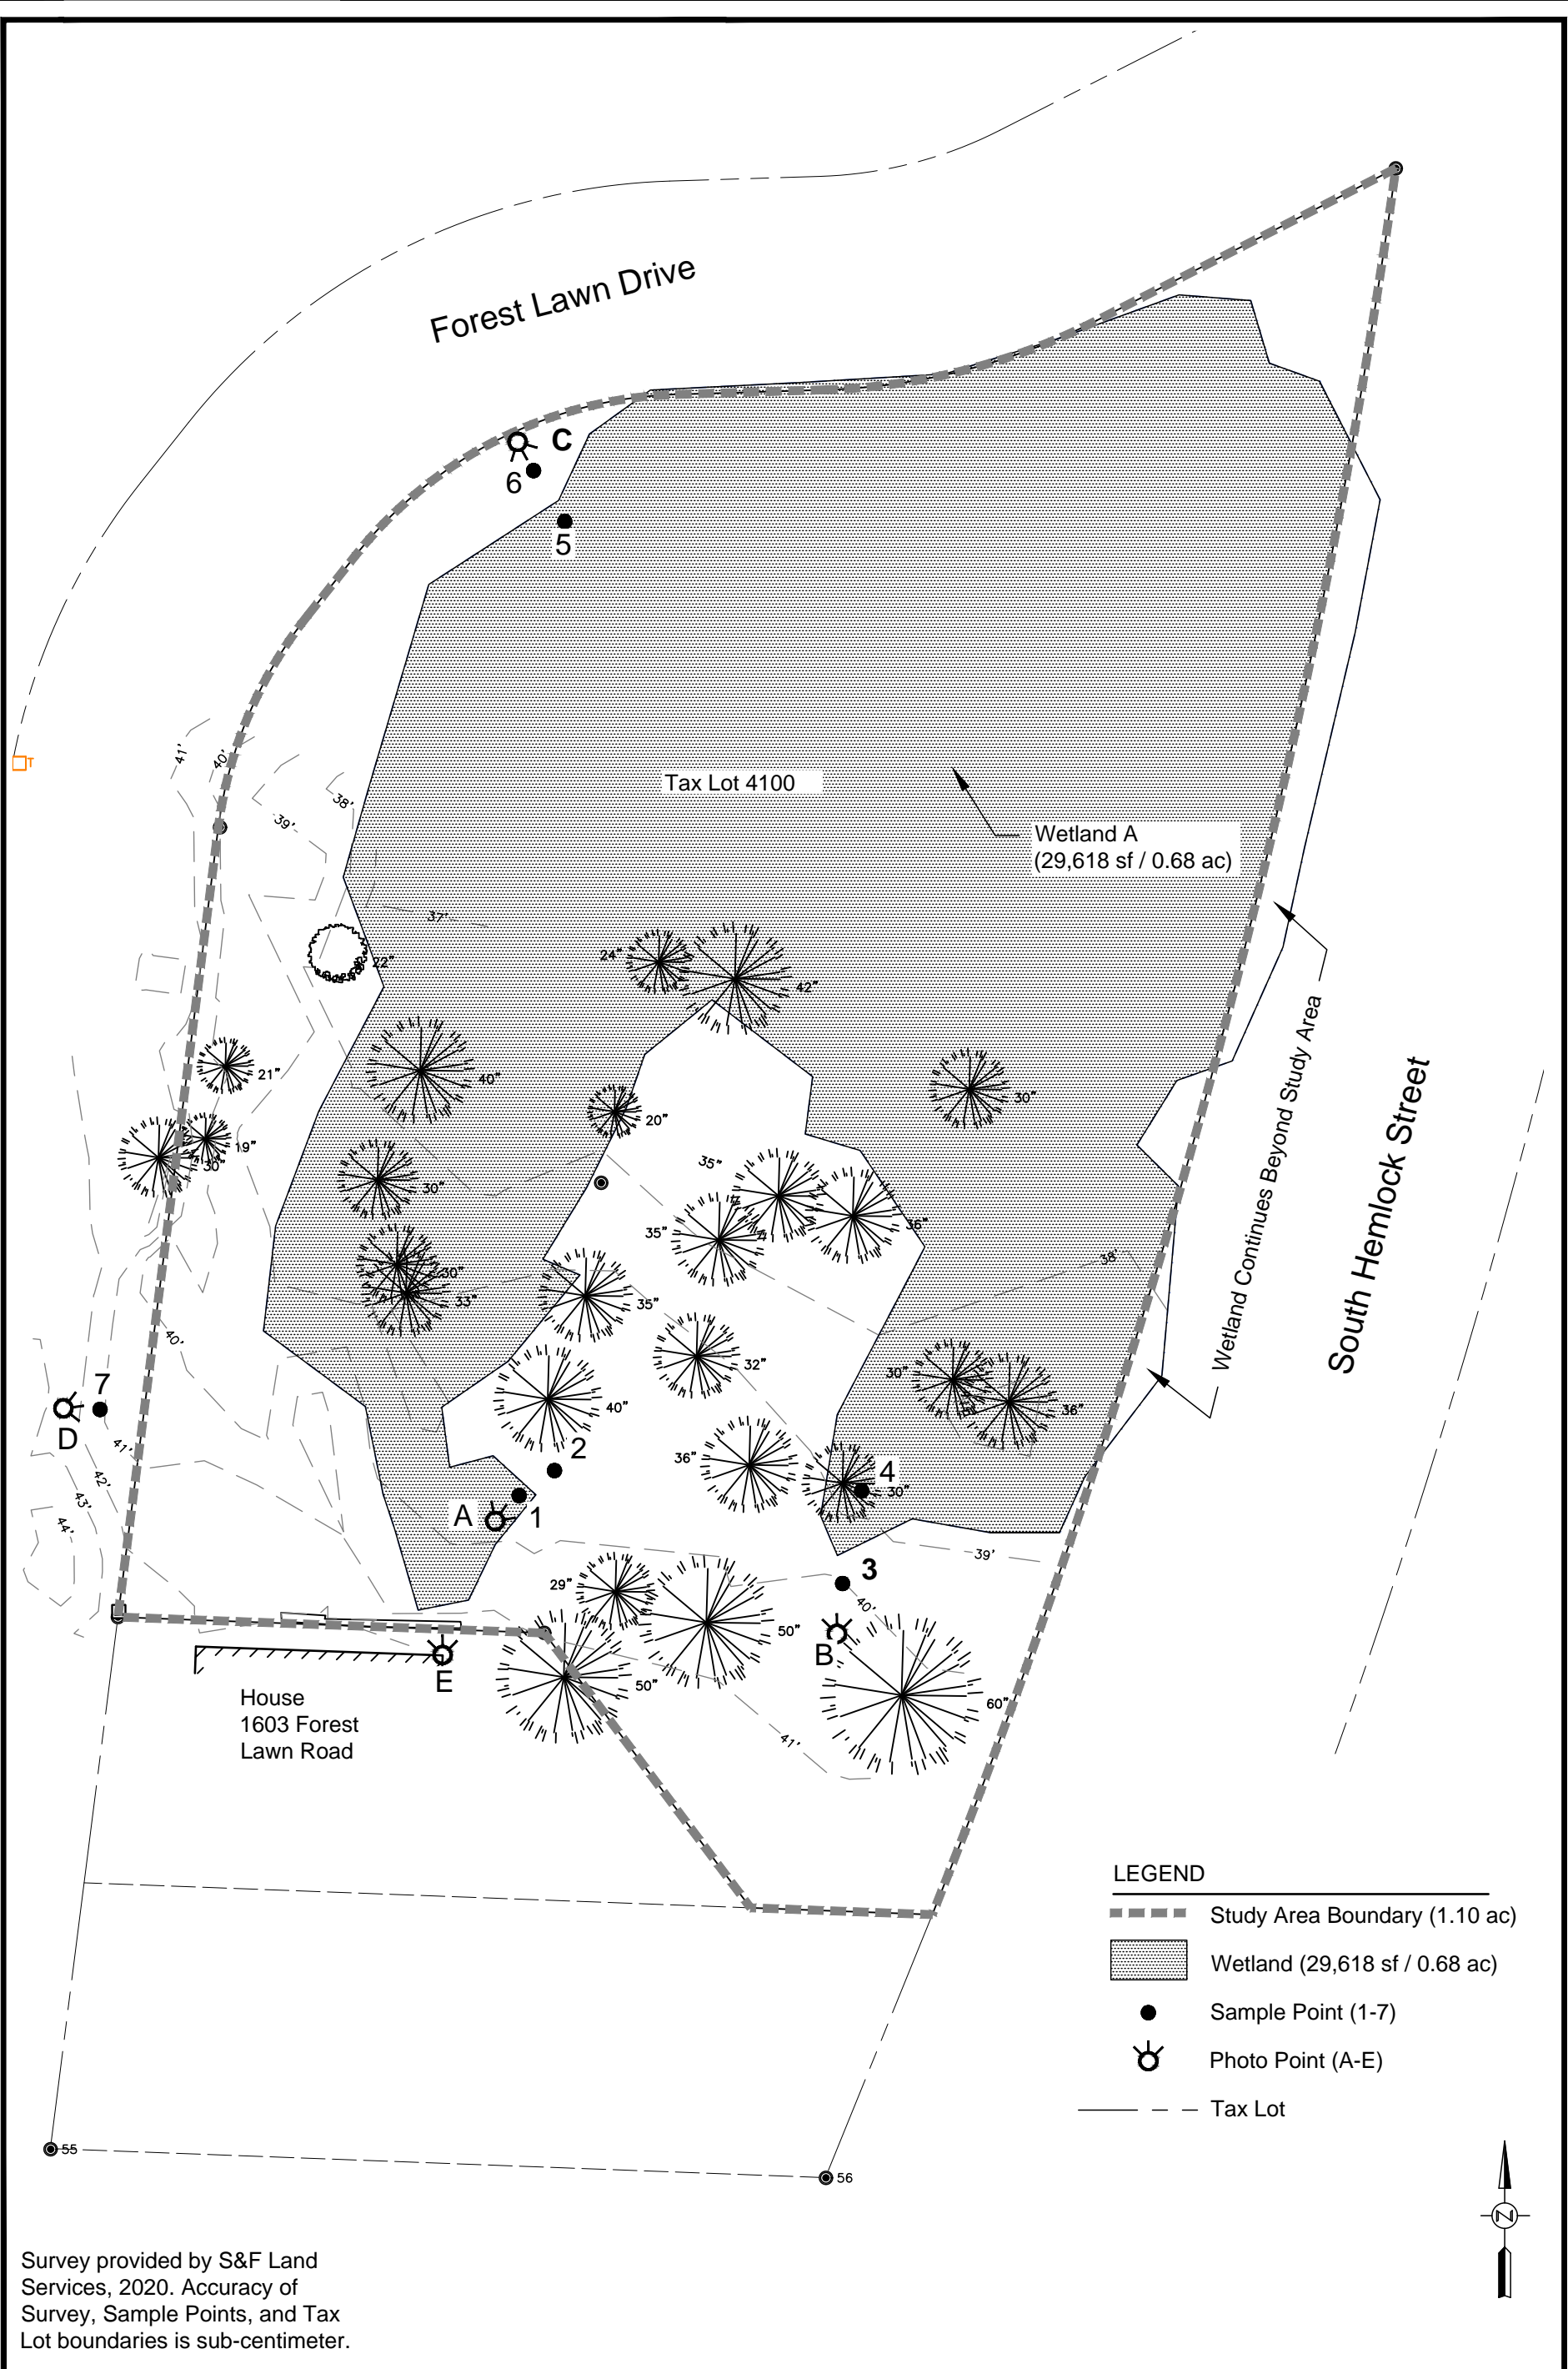 Forest Lawn Drive
C
6
5
41'
40'
T
38'
39'
Tax Lot 4100
Wetland A
(29,618 sf / 0.68 ac)
37'
22"
24"
42"
21"
40"
30"
20"
19"
30"
35"
30"
35"
36"
38'
30"
33"
35"
40'
32"
30"
36"
40"
7
D
41'
42'
43'
44'
2
36"
4
30"
A
1
39'
29"
3
40'
50"
B
E
50"
60"
41'
Wetland Continues Beyond Study Area
South Hemlock Street
House
1603 Forest
Lawn Road
LEGEND
Study Area Boundary (1.10 ac)
Wetland (29,618 sf / 0.68 ac)
Sample Point (1-7)
Photo Point (A-E)
Tax Lot
55
56
Z
Survey provided by S&F Land
Services, 2020. Accuracy of
Survey, Sample Points, and Tax
Lot boundaries is sub-centimeter.